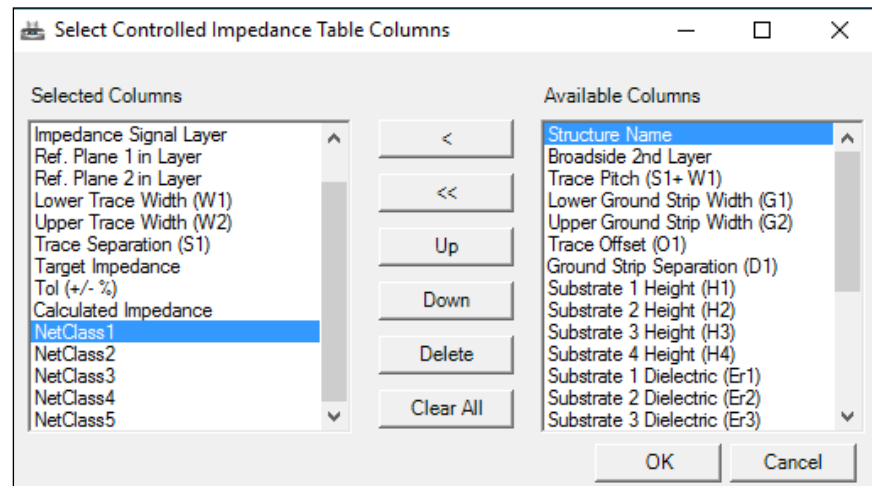 Select Controlled Impedance Table Columns
Selected Columns
Impedance Signal Layer
Ref. Plane 1 in Layer
Ref. Plane 2 in Layer
Lower Trace Width (W1)
Upper Trace Width (W2)
Trace Separation (S1)
Target Impedance
Tol (+/- %)
Calculated Impedance
NetClass1
NetClass2
NetClass3
NetClass4
NetClass5
<
<<
Up
Down
Delete
Clear All
Available Columns
Structure Name
Broadside 2nd Layer
Trace Pitch (S1+ W1)
Lower Ground Strip Width (G1)
Upper Ground Strip Width (G2)
Trace Offset (O1)
Ground Strip Separation (D1)
Substrate 1 Height (H1)
Substrate 2 Height (H2)
Substrate 3 Height (H3)
Substrate 4 Height (H4)
Substrate 1 Dielectric (Er1)
Substrate 2 Dielectric (Er2)
Substrate 3 Dielectric (Er3)
OK
Cancel